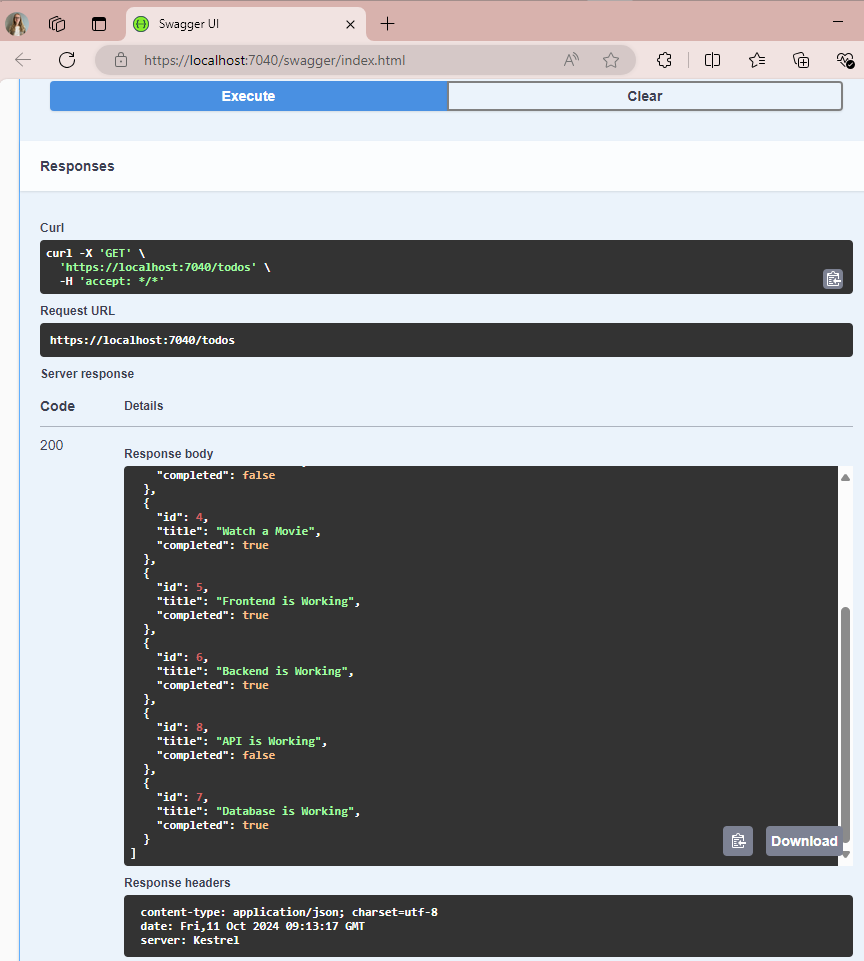 Swagger UI
https://localhost:7040/swagger/index.html
Execute
Clear
Responses
Curl
curl -X 'GET' \
  'https://localhost:7040/todos' \
  -H 'accept: */*'
Request URL
https://localhost:7040/todos
Server response
Code Details
200
Response body
    "completed": false
  },
  {
    "id": 4,
    "title": "Watch a Movie",
    "completed": true
  },
  {
    "id": 5,
    "title": "Frontend is Working",
    "completed": true
  },
  {
    "id": 6,
    "title": "Backend is Working",
    "completed": true
  },
  {
    "id": 8,
    "title": "API is Working",
    "completed": false
  },
  {
    "id": 7,
    "title": "Database is Working",
    "completed": true
  }
]
Download
Response headers
content-type: application/json; charset=utf-8
date: Fri,11 Oct 2024 09:13:17 GMT
server: Kestrel